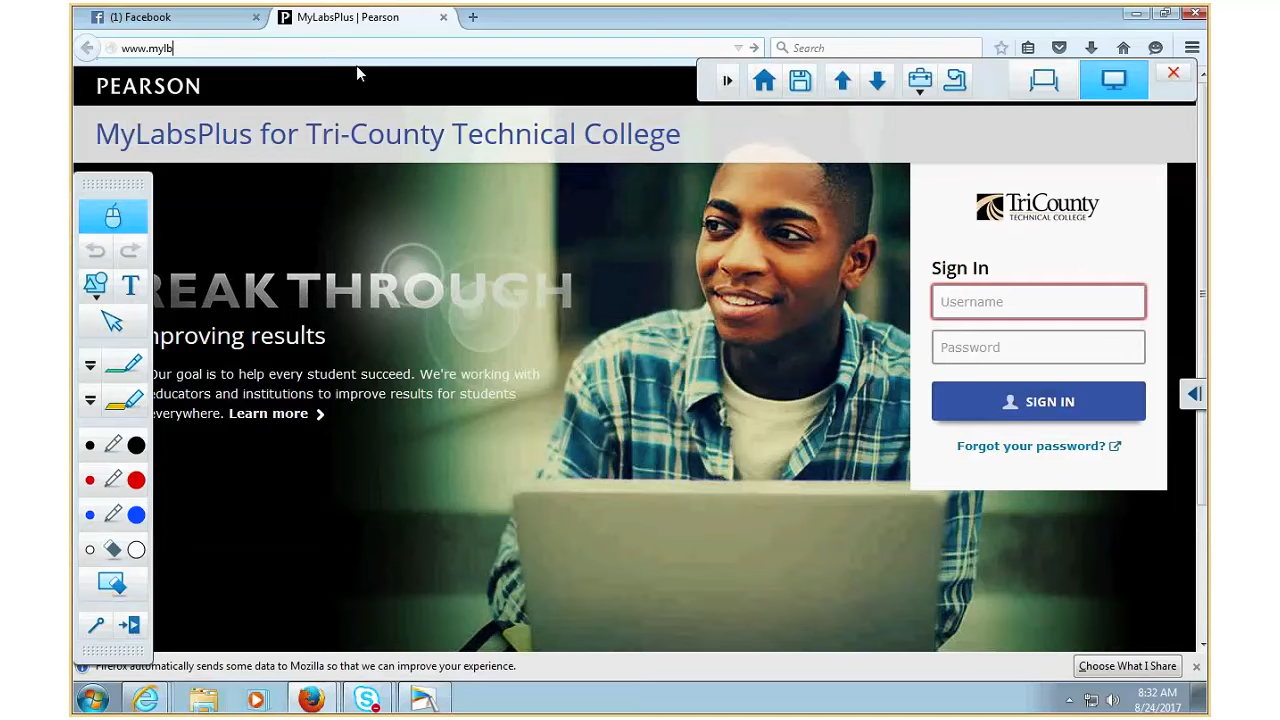 (1) Facebook
MyLabsPlus | Pearson
www.mylb
Search
PEARSON
MyLabsPlus for Tri-County Technical College
TriCounty
TECHNICAL COLLEGE
Sign In
Username
REAK THROUGH
mproving results
Password
Our goal is to help every student succeed. We're working with
educators and institutions to improve results for students
everywhere. Learn more
SIGN IN
Forgot your password?
T
Firefox automatically sends some data to Mozilla so that we can improve your experience.
Choose What I Share
8:32 AM
8/24/2017